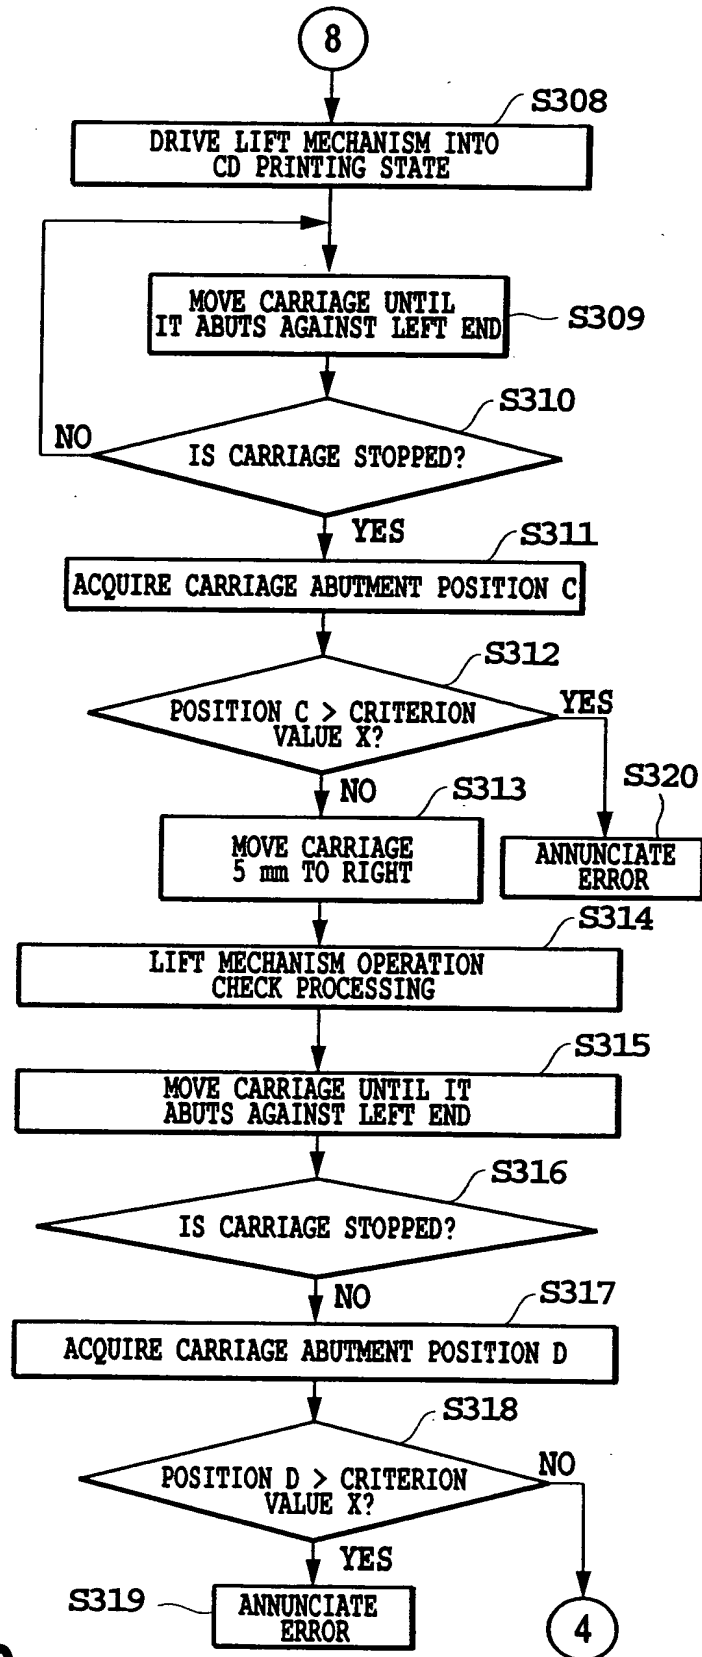 8
S308
DRIVE LIFT MECHANISM INTO
CD PRINTING STATE
MOVE CARRIAGE UNTIL
IT ABUTS AGAINST LEFT END
S309
S310
NO
IS CARRIAGE STOPPED?
YES
S311
ACQUIRE CARRIAGE ABUTMENT POSITION C
S312
POSITION C > CRITERION
VALUE X?
YES
NO
S313
S320
MOVE CARRIAGE
5 mm TO RIGHT
ANNUNCIATE
ERROR
S314
LIFT MECHANISM OPERATION
CHECK PROCESSING
S315
MOVE CARRIAGE UNTIL IT
ABUTS AGAINST LEFT END
S316
IS CARRIAGE STOPPED?
NO
S317
ACQUIRE CARRIAGE ABUTMENT POSITION D
S318
POSITION D > CRITERION
VALUE X?
NO
YES
S319
ANNUNCIATE
ERROR
4